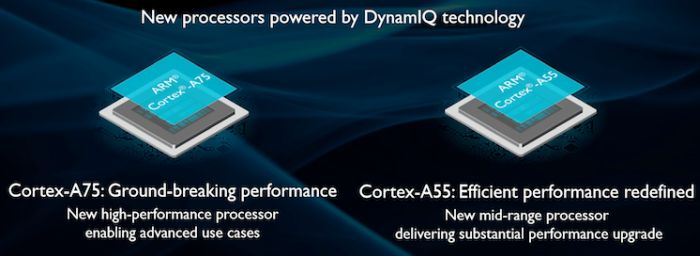 New processors powered by DynamIQ technology
ARM®
Cortex®-A75
ARM®
Cortex®-A55
Cortex-A75: Ground-breaking performance
New high-performance processor
enabling advanced use cases
Cortex-A55: Efficient performance redefined
New mid-range processor
delivering substantial performance upgrade